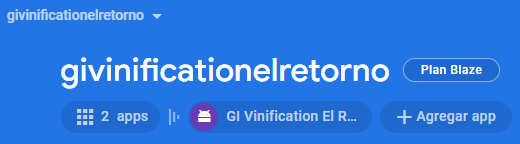 givinificationelretorno
givinificationelretorno Plan Blaze
2 apps GI Vinification El R... Agregar app